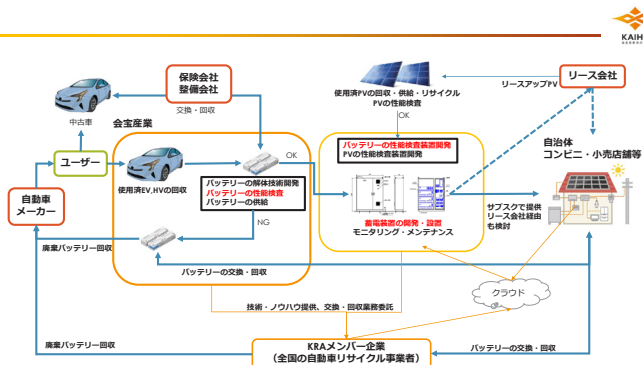 KAIH
保険会社
整備会社
リース会社
リースアップPV
使用済PVの回収・供給・リサイクル
PVの性能検査
交換・回収
中古車
会宝産業
OK
OK
バッテリーの性能検査装置開発
PVの性能検査装置開発
自治体
コンビニ・小売店舗等
ユーザー
使用済EV,HVの回収
バッテリーの解体技術開発
バッテリーの性能検査
バッテリーの供給
自動車
メーカー
NG
蓄電装置の開発・設置
モニタリング・メンテナンス
サブスクで提供
リース会社経由
も検討
廃棄バッテリー回収
バッテリーの交換・回収
クラウド
技術・ノウハウ提供、交換・回収業務委託
廃棄バッテリー回収
KRAメンバー企業
（全国の自動車リサイクル事業者）
バッテリーの交換・回収